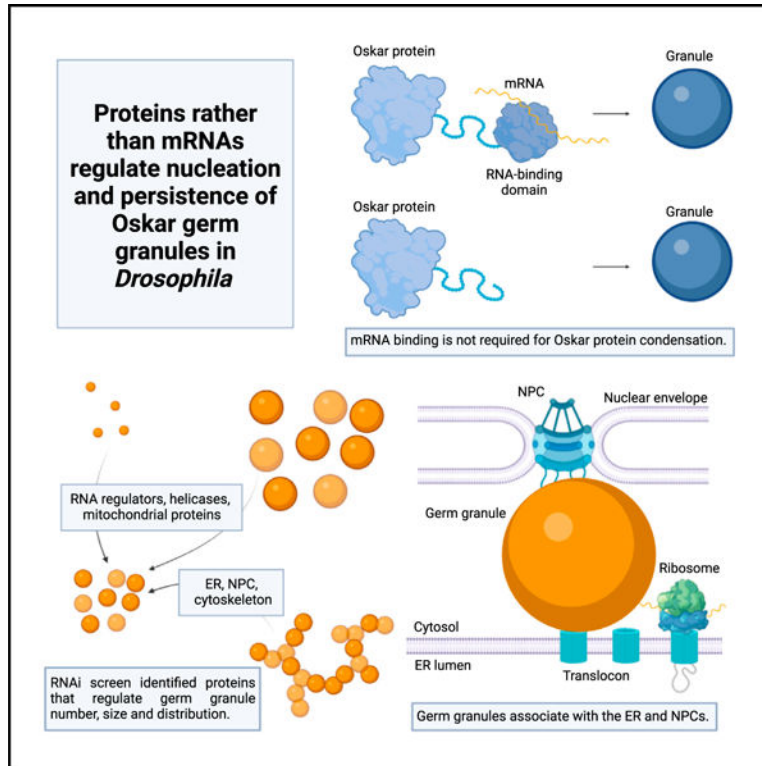 Proteins rather
than mRNAs
regulate nucleation
and persistence of
Oskar germ
granules in
Drosophila
Oskar protein
mRNA
Granule
RNA-binding
domain
Oskar protein
Granule
mRNA binding is not required for Oskar protein condensation.
RNA regulators, helicases,
mitochondrial proteins
ER, NPC,
cytoskeleton
RNAi screen identified proteins
that regulate germ granule
number, size and distribution.
NPC
Nuclear envelope
Germ granule
Ribosome
Cytosol
ER lumen
Translocon
Germ granules associate with the ER and NPCs.